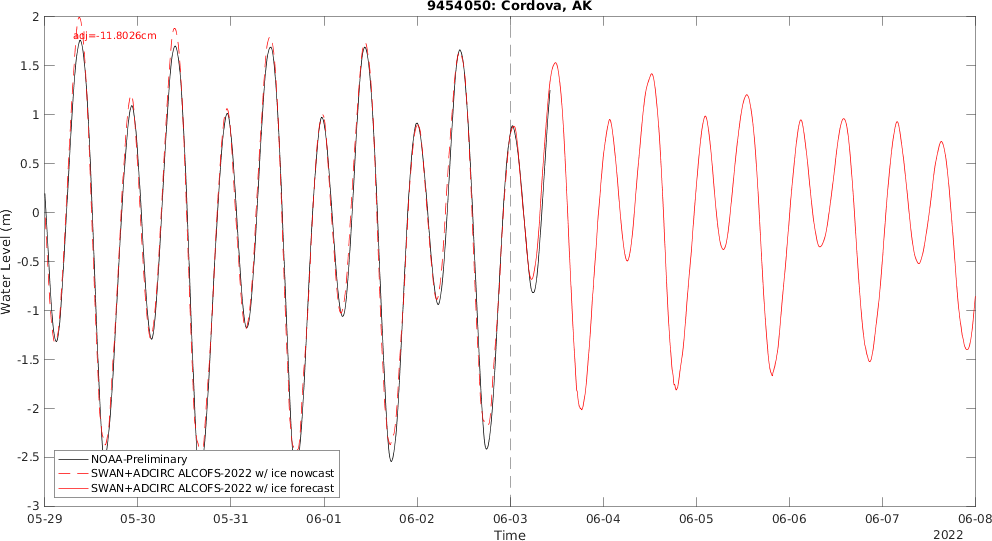 9454050: Cordova, AK
adj=-11.8026cm
Water Level (m)
2
1.5
1
0.5
0
-0.5
-1
-1.5
-2
-2.5
-3
NOAA-Preliminary
SWAN+ADCIRC ALCOFS-2022 w/ ice nowcast
SWAN+ADCIRC ALCOFS-2022 w/ ice forecast
05-29 05-30 05-31 06-01 06-02 06-03 06-04 06-05 06-06 06-07 06-08
Time
2022